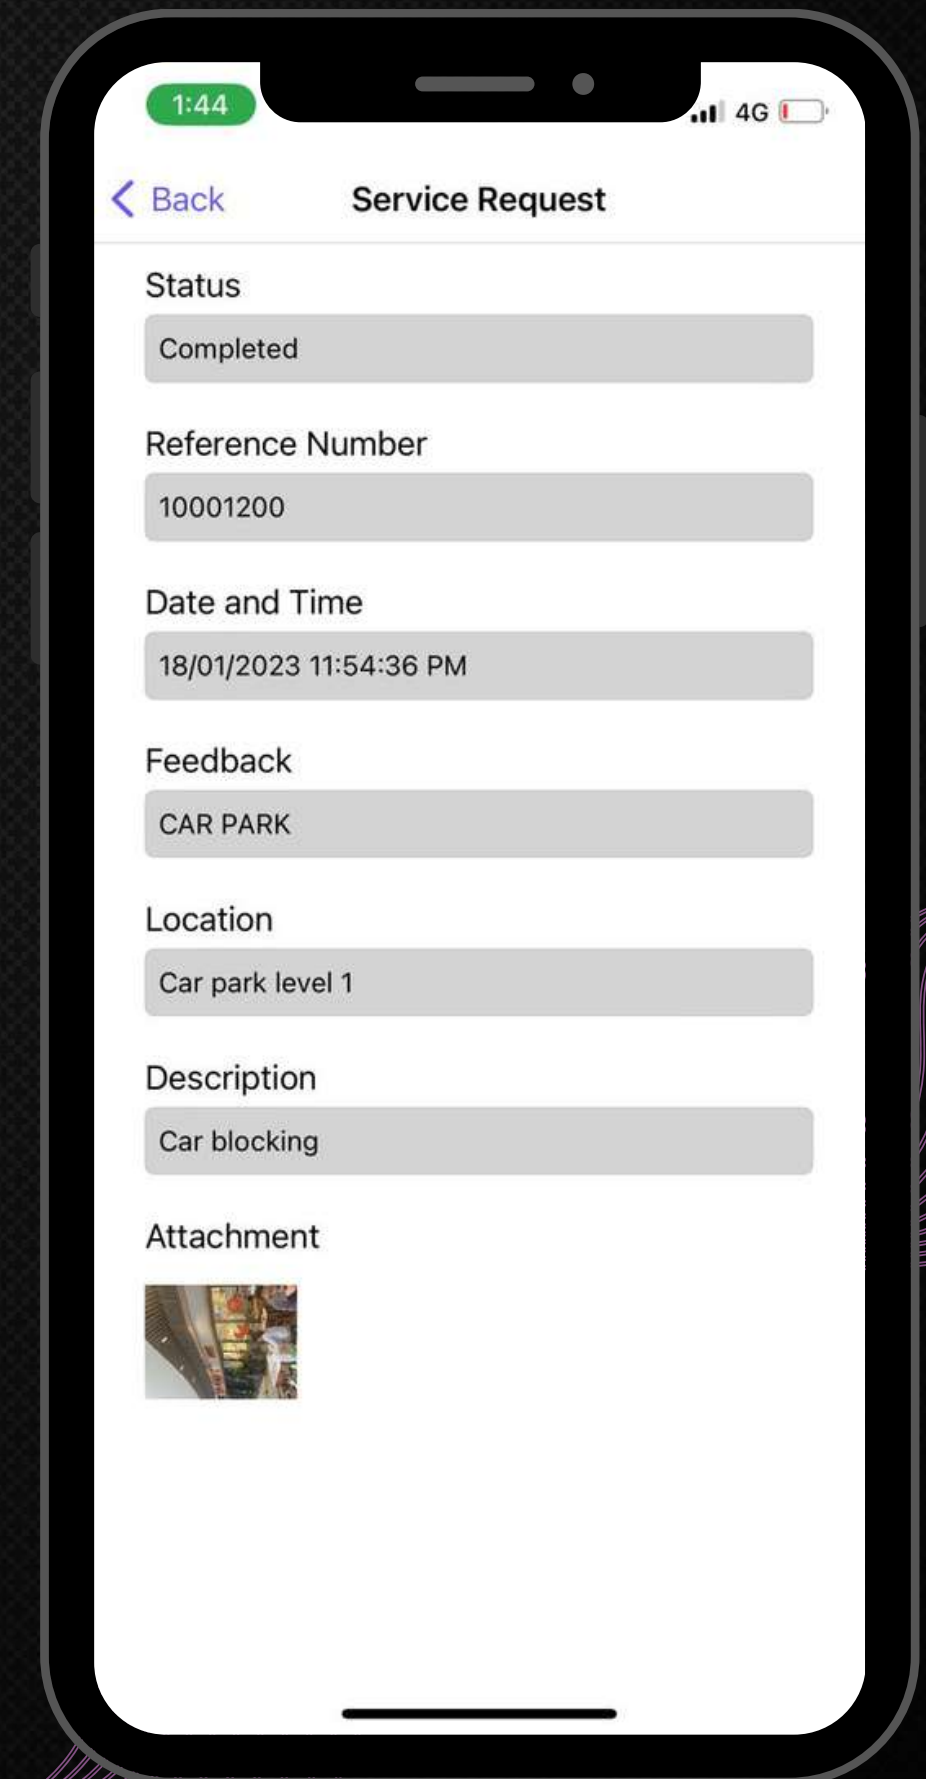 1:44
4G
Back
Service Request
Status
Completed
Reference Number
10001200
Date and Time
18/01/2023 11:54:36 PM
Feedback
CAR PARK
Location
Car park level 1
Description
Car blocking
Attachment